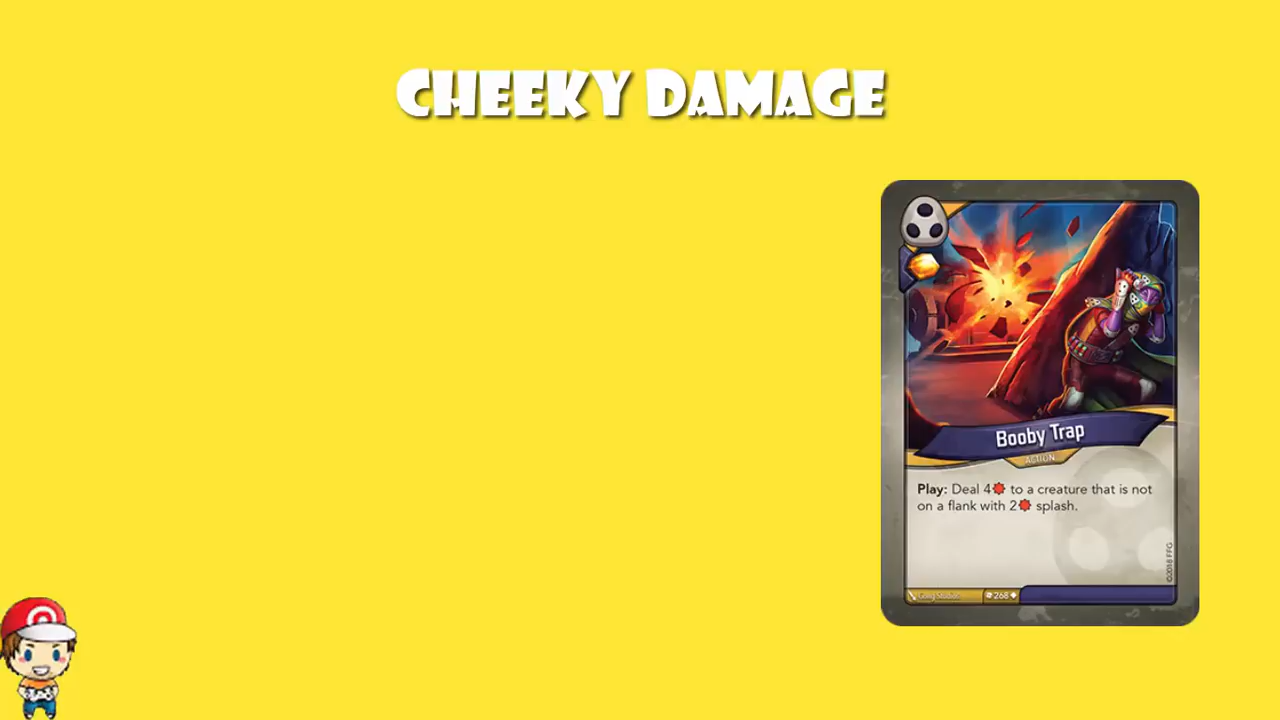 CHEEKY DAMAGE
Booby Trap
ACTION
Play: Deal 4 to a creature that is not
on a flank with 2 splash.
©2018 FFG
268